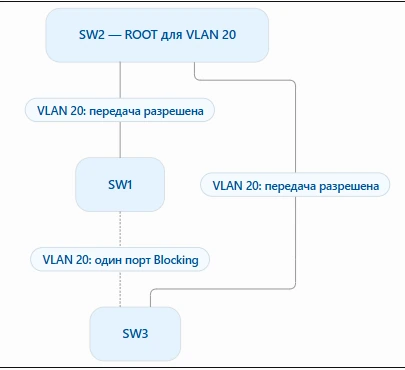 SW2 — ROOT для VLAN 20
VLAN 20: передача разрешена
SW1
VLAN 20: передача разрешена
VLAN 20: один порт Blocking
SW3